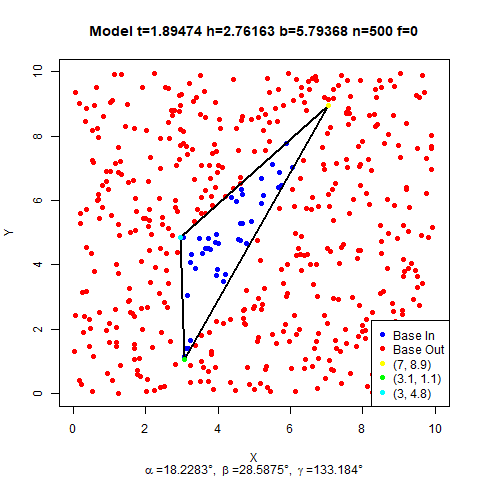 Model t=1.89474 h=2.76163 b=5.79368 n=500 f=0
10
8
6
4
2
0
Y
Base In
Base Out
(7, 8.9)
(3.1, 1.1)
(3, 4.8)
0 2 4 6 8 10
X
α=18.2283°, β=28.5875°, γ=133.184°